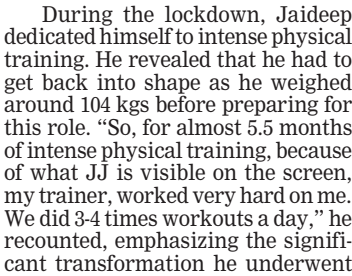 During the lockdown, Jaideep
dedicated himself to intense physical
training. He revealed that he had to
get back into shape as he weighed
around 104 kgs before preparing for
this role. “So, for almost 5.5 months
of intense physical training, because
of what JJ is visible on the screen,
my trainer, worked very hard on me.
We did 3-4 times workouts a day,” he
recounted, emphasizing the signifi-
cant transformation he underwent